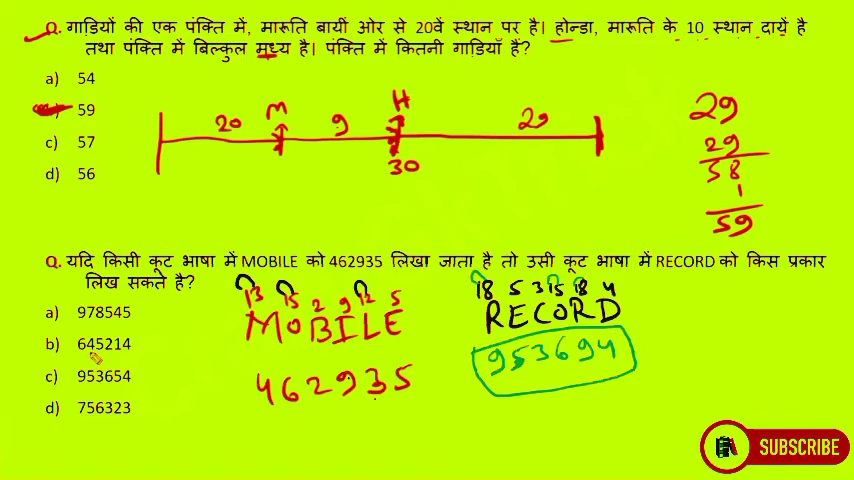 Q. गाडियों की एक पंक्ति में, मारूति बायीं ओर से 20वें स्थान पर है। होन्डा, मारूति के 10 स्थान दायें है
तथा पंक्ति में बिल्कुल मध्य है। पंक्ति में कितनी गाडियाँ हैं?
a) 54
59
c) 57
d) 56
20 M 9 H 29
30
29
29
58
1
59
Q. यदि किसी कूट भाषा में MOBILE को 462935 लिखा जाता है तो उसी कूट भाषा में RECORD को किस प्रकार
लिख सकते है?
a) 978545
b) 645214
c) 953654
d) 756323
13 15 2 9 12 5
MOBILE
462935
18 5 3 15 18 4
RECORD
953694
SUBSCRIBE